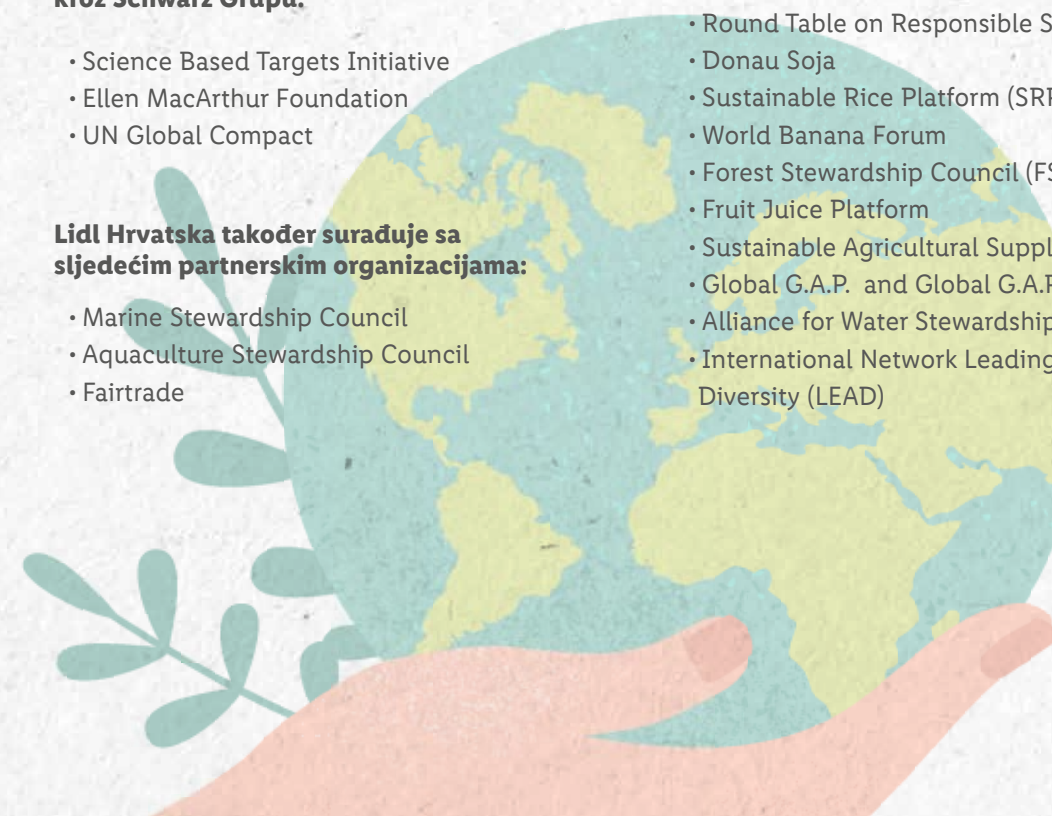 kroz Schwarz Grupu:
• Science Based Targets Initiative
• Ellen MacArthur Foundation
• UN Global Compact
Lidl Hrvatska također surađuje sa
sljedećim partnerskim organizacijama:
• Marine Stewardship Council
• Aquaculture Stewardship Council
• Fairtrade
• Round Table on Responsible
• Donau Soja
• Sustainable Rice Platform
• World Banana Forum
• Forest Stewardship Council
• Fruit Juice Platform
• Sustainable Agricultural
• Global G.A.P. and Global
• Alliance for Water Stewardship
• International Network Leading
Diversity (LEAD)